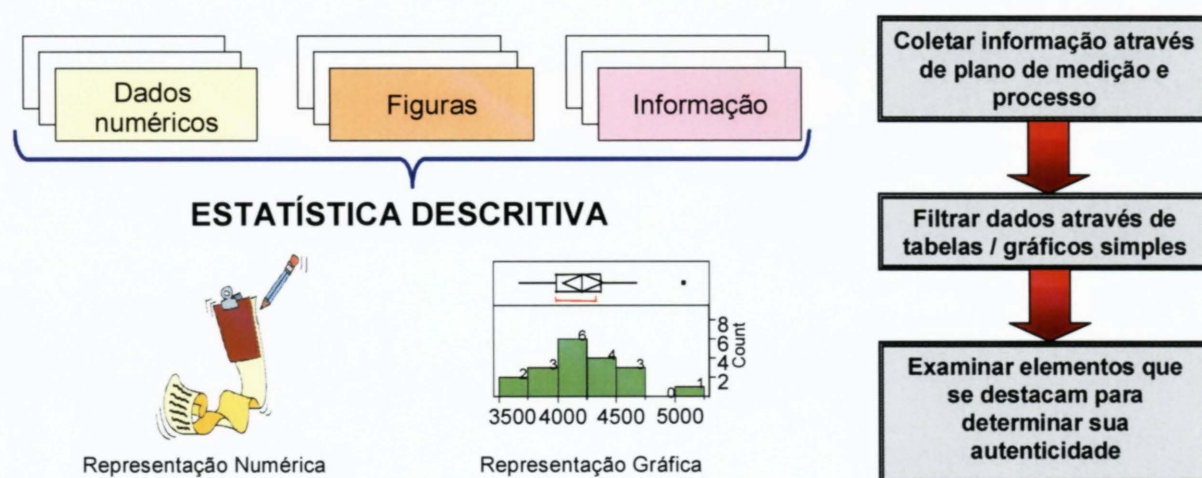 Dados
numéricos
Figuras
Informação
ESTATÍSTICA DESCRITIVA
Representação Numérica
2
3
6
4
3
0
1
8
6
4
2
Count
3500 4000 4500 5000
Representação Gráfica
Coletar informação através
de plano de medição e
processo
Filtrar dados através de
tabelas / gráficos simples
Examinar elementos que
se destacam para
determinar sua
autenticidade